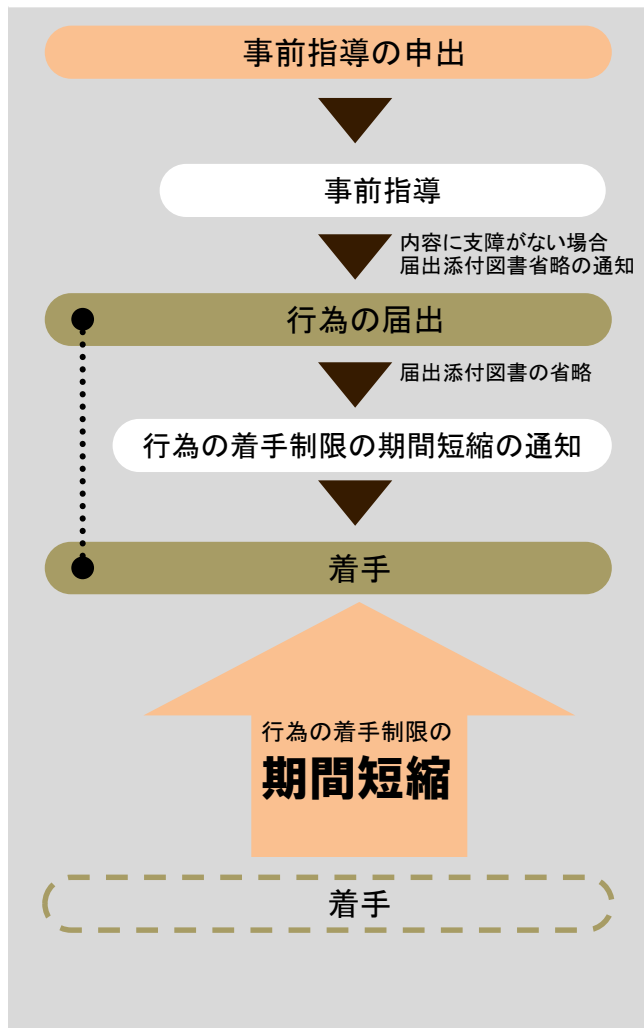 事前指導の申出
事前指導
内容に支障がない場合
届出添付図書省略の通知
行為の届出
届出添付図書の省略
行為の着手制限の期間短縮の通知
着手
行為の着手制限の
期間短縮
着手